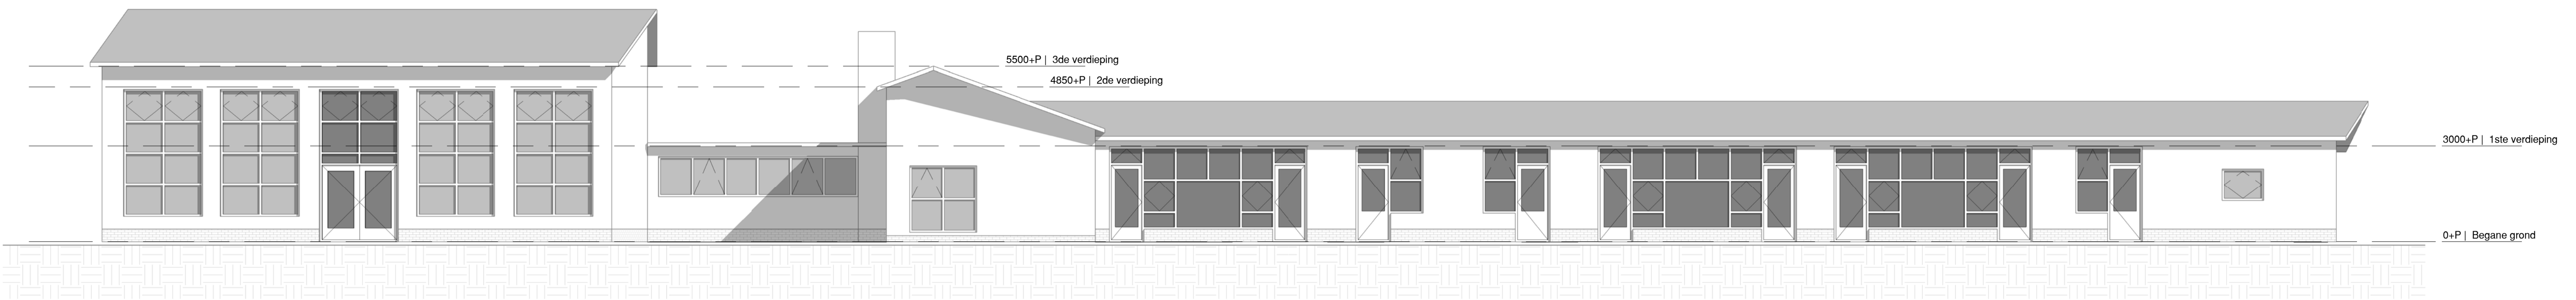 5500+P | 3de verdieping
4850+P | 2de verdieping
3000+P | 1ste verdieping
0+P | Begane grond